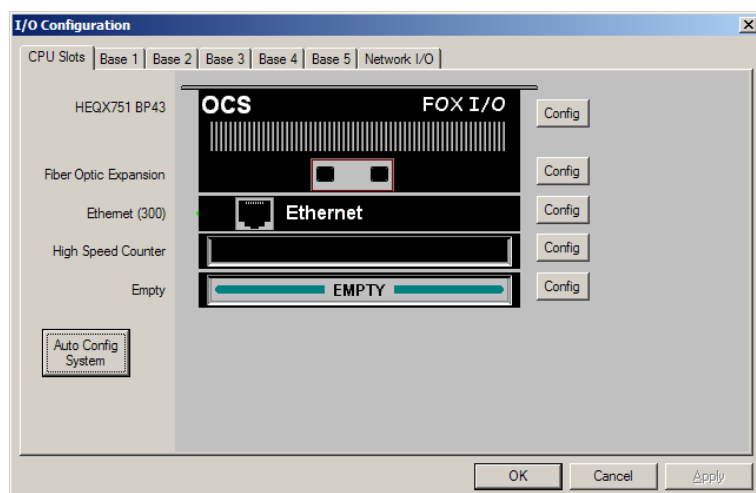 I/O Configuration
CPU Slots Base 1 Base 2 Base 3 Base 4 Base 5 Network I/O
HEQX751 BP43 OCS FOX I/O Config
Fiber Optic Expansion Config
Ethernet (300) Ethernet Config
High Speed Counter Config
Empty EMPTY Config
Auto Config
System
OK Cancel Apply